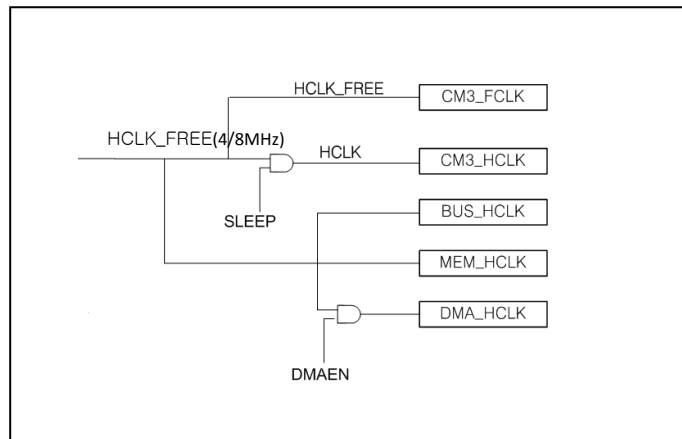 HCLK_FREE
CM3_FCLK
HCLK_FREE(4/8MHz)
HCLK
CM3_HCLK
SLEEP
BUS_HCLK
MEM_HCLK
DMA_HCLK
DMAEN